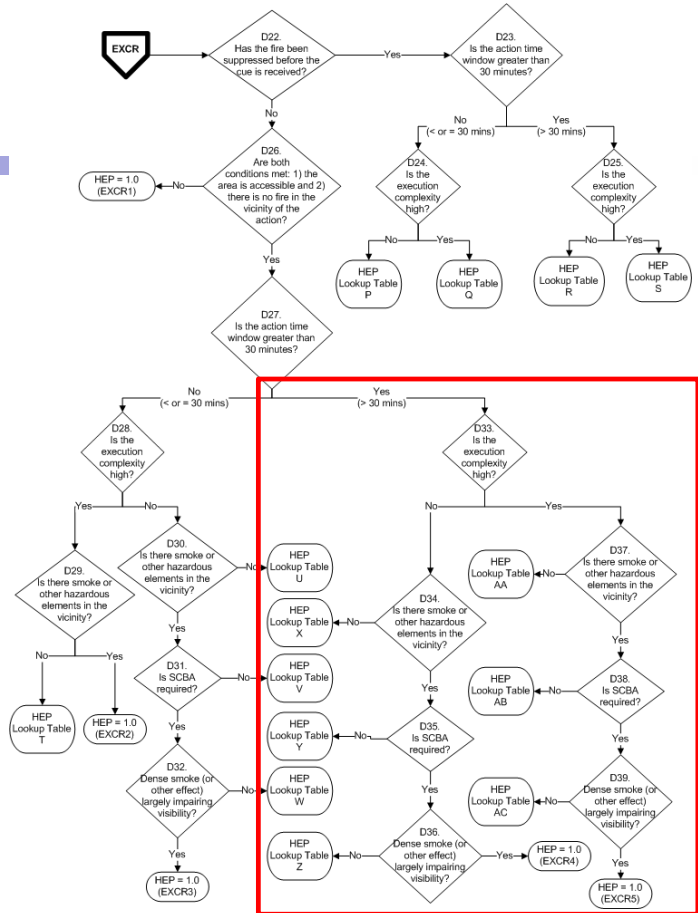 EXCR
D22.
Has the fire been
suppressed before the
cue is received?
Yes
D23.
Is the action time
window greater than
30 minutes?
No
No
(< or = 30 mins)
Yes
(> 30 mins)
D26.
Are both
conditions met: 1) the
area is accessible and 2)
there is no fire in the
vicinity of the
action?
No
HEP = 1.0
(EXCR1)
D24.
Is the
execution
complexity
high?
D25.
Is the
execution
complexity
high?
No
Yes
No
Yes
HEP
Lookup Table
P
HEP
Lookup Table
Q
HEP
Lookup Table
R
HEP
Lookup Table
S
Yes
D27.
Is the action time
window greater than
30 minutes?
No
(< or = 30 mins)
Yes
(> 30 mins)
D28.
Is the
execution
complexity
high?
D33.
Is the
execution
complexity
high?
Yes
No
No
Yes
D29.
Is there smoke or
other hazardous
elements in the
vicinity?
D30.
Is there smoke or
other hazardous
elements in the
vicinity?
No
HEP
Lookup Table
U
D34.
Is there smoke or
other hazardous
elements in the
vicinity?
No
HEP
Lookup Table
X
D37.
Is there smoke or
other hazardous
elements in the
vicinity?
No
HEP
Lookup Table
AA
No
Yes
Yes
Yes
Yes
HEP
Lookup Table
T
HEP = 1.0
(EXCR2)
D31.
Is SCBA
required?
No
HEP
Lookup Table
V
D35.
Is SCBA
required?
No
HEP
Lookup Table
Y
D38.
Is SCBA
required?
No
HEP
Lookup Table
AB
Yes
Yes
Yes
D32.
Dense smoke (or
other effect)
largely impairing
visibility?
No
HEP
Lookup Table
W
D36.
Dense smoke (or
other effect)
largely impairing
visibility?
No
HEP
Lookup Table
Z
Yes
HEP = 1.0
(EXCR4)
D39.
Dense smoke (or
other effect)
largely impairing
visibility?
No
HEP
Lookup Table
AC
Yes
HEP = 1.0
(EXCR3)
Yes
HEP = 1.0
(EXCR5)